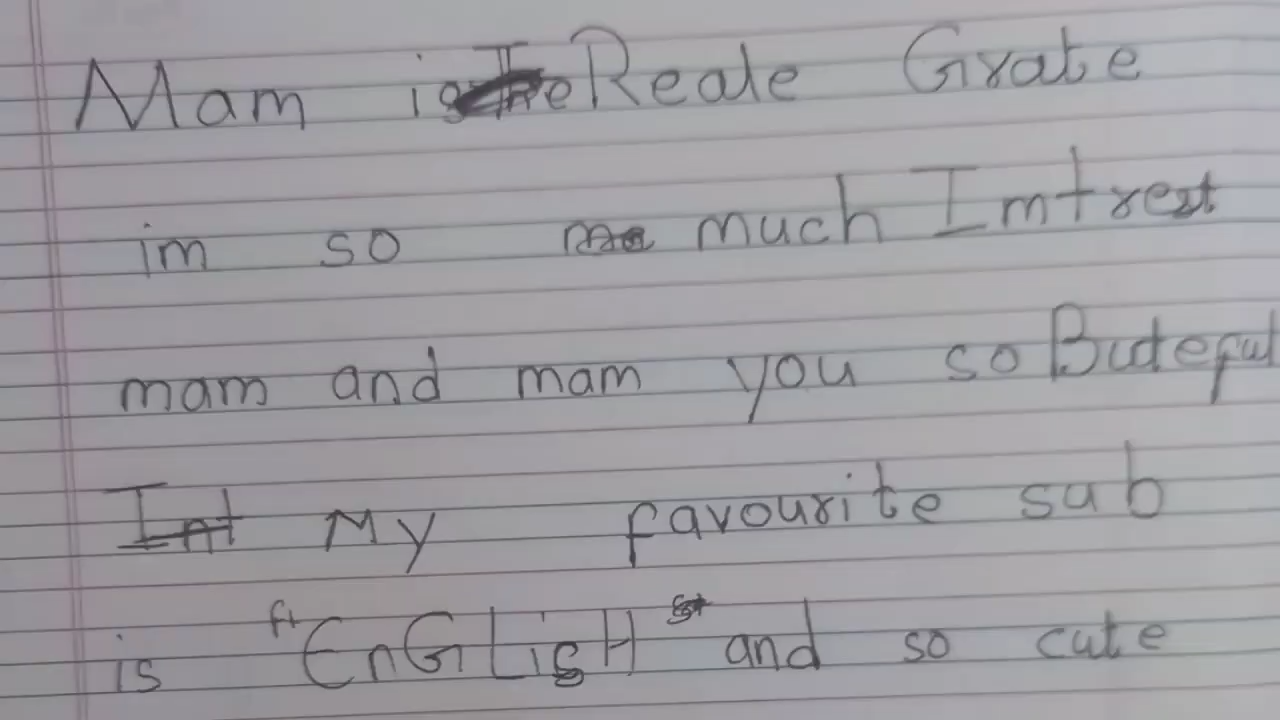 Mam is Reale Grate
im so much Imtrest
mam and mam you so Buteful
My favourite sub
is EnGLisH and so cute